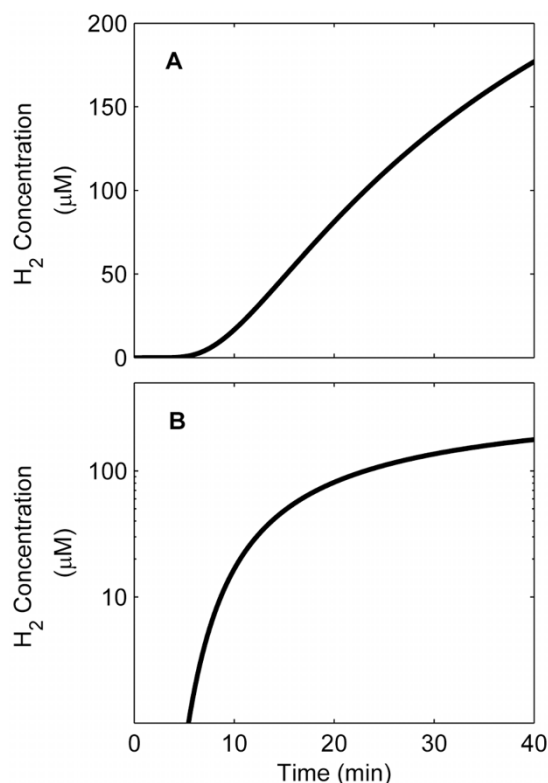 200
A
150
H2 Concentration
(μM)
100
50
0
B
100
H2 Concentration
(μM)
10
0 10 20 30 40
Time (min)